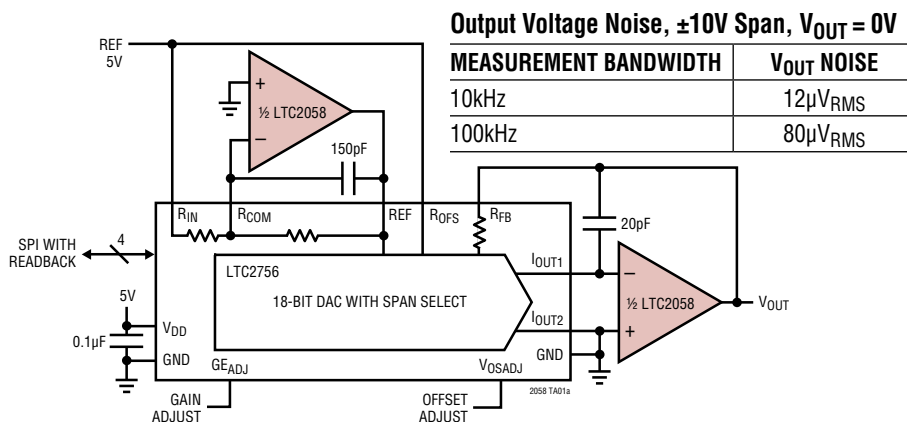 Output Voltage Noise, ±10V Span, VOUT = 0V
MEASUREMENT BANDWIDTH VOUT NOISE
10kHz 12µVRMS
100kHz 80µVRMS
REF
5V
+
½ LTC2058
−
150pF
RIN RCOM REF ROFS RFB
20pF
SPI WITH
READBACK
4
LTC2756
18-BIT DAC WITH SPAN SELECT
IOUT1
−
½ LTC2058
+
VOUT
IOUT2
5V
VDD
0.1µF
GND
GEADJ
VOSADJ
GND
2058 TA01a
GAIN
ADJUST
OFFSET
ADJUST